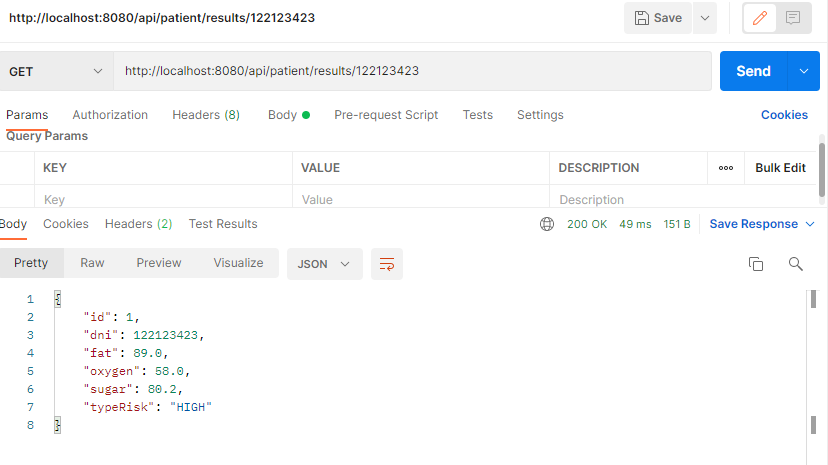 http://localhost:8080/api/patient/results/122123423
Save
GET
http://localhost:8080/api/patient/results/122123423
Send
Params Authorization Headers (8) Body Pre-request Script Tests Settings Cookies
Query Params
KEY VALUE DESCRIPTION ooo Bulk Edit
Key Value Description
Body Cookies Headers (2) Test Results 200 OK 49 ms 151 B Save Response
Pretty Raw Preview Visualize JSON
1 {
2 "id": 1,
3 "dni": 122123423,
4 "fat": 89.0,
5 "oxygen": 58.0,
6 "sugar": 80.2,
7 "typeRisk": "HIGH"
8 }